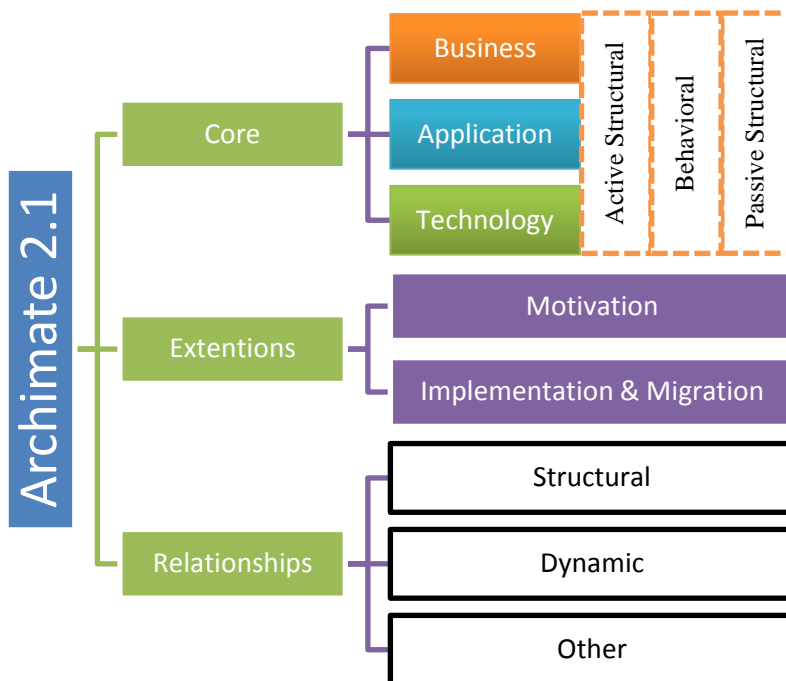 Archimate 2.1
Core
Business
Application
Technology
Active Structural
Behavioral
Passive Structural
Extentions
Motivation
Implementation & Migration
Relationships
Structural
Dynamic
Other